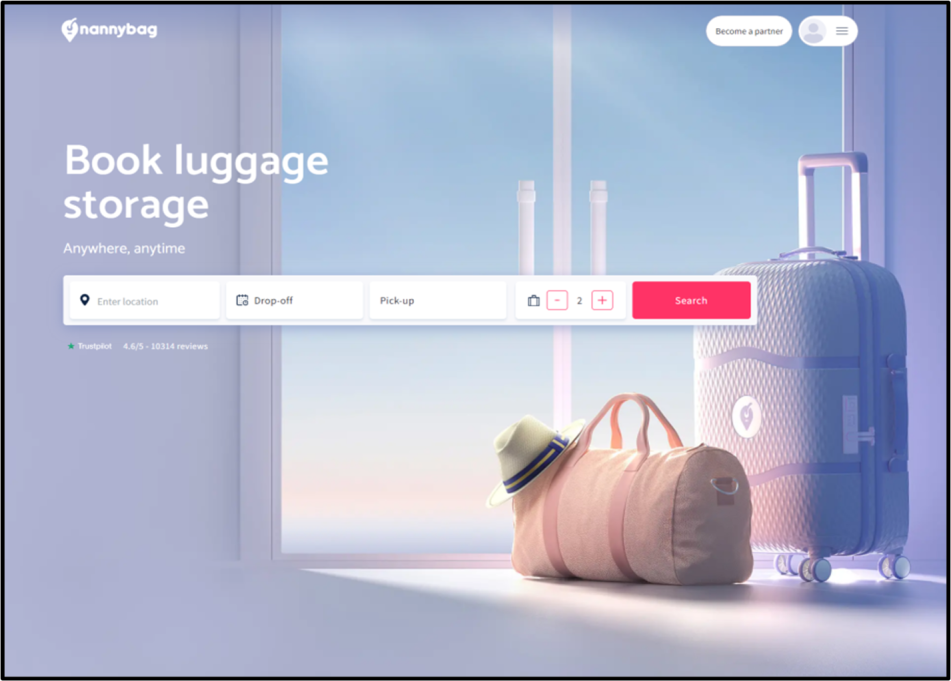 nannybag
Become a partner
Book luggage
storage
Anywhere, anytime
Enter location
Drop-off
Pick-up
2
Search
Trustpilot 4.6/5 - 10314 reviews